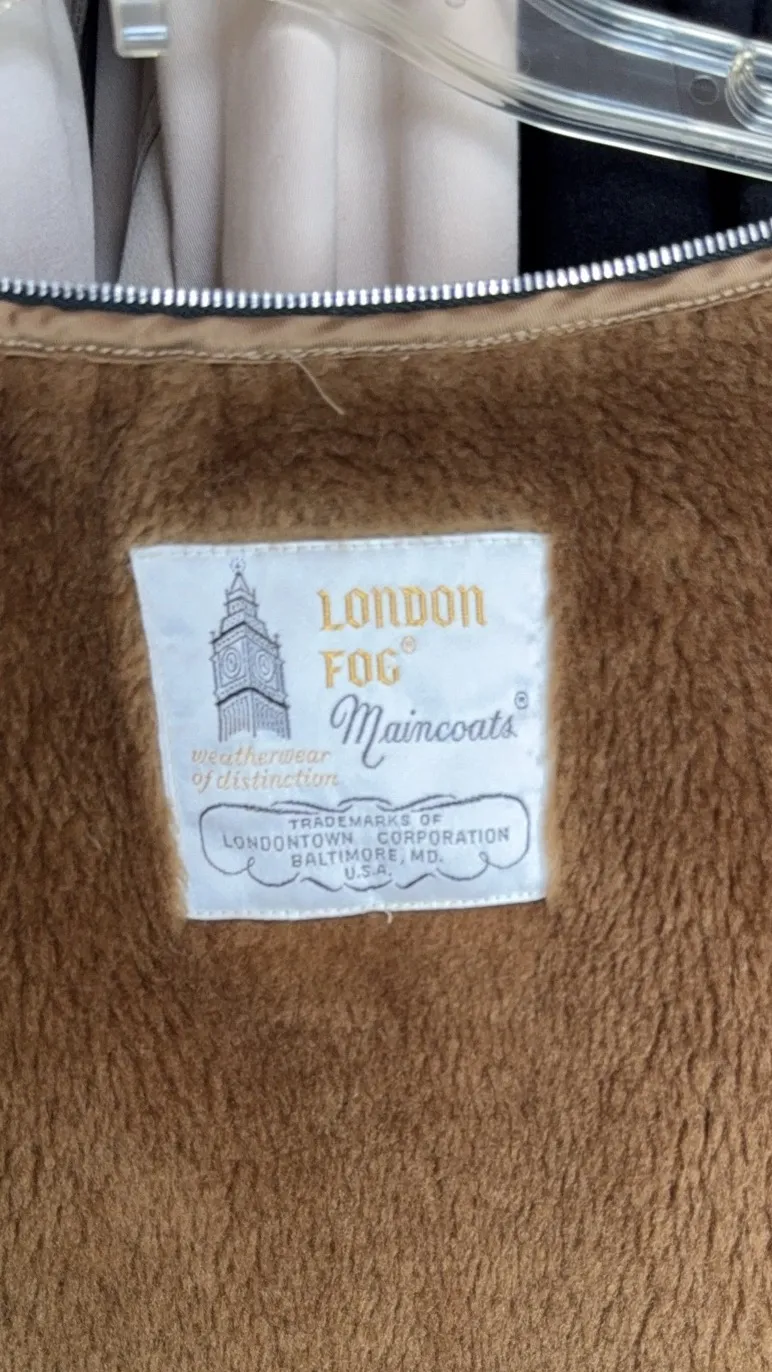 LONDON
FOG®
Maincoats®
weatherwear
of distinction
TRADEMARKS OF
LONDONTOWN CORPORATION
BALTIMORE, MD.
U.S.A.